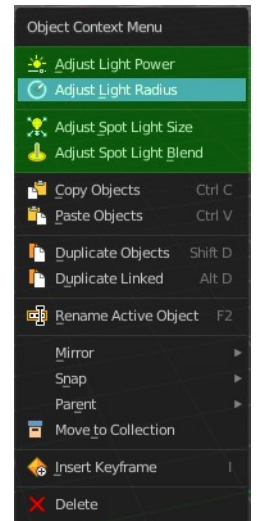 Object Context Menu
Adjust Light Power
Adjust Light Radius
Adjust Spot Light Size
Adjust Spot Light Blend
Copy Objects Ctrl C
Paste Objects Ctrl V
Duplicate Objects Shift D
Duplicate Linked Alt D
Rename Active Object F2
Mirror
Snap
Parent
Move to Collection
Insert Keyframe I
Delete